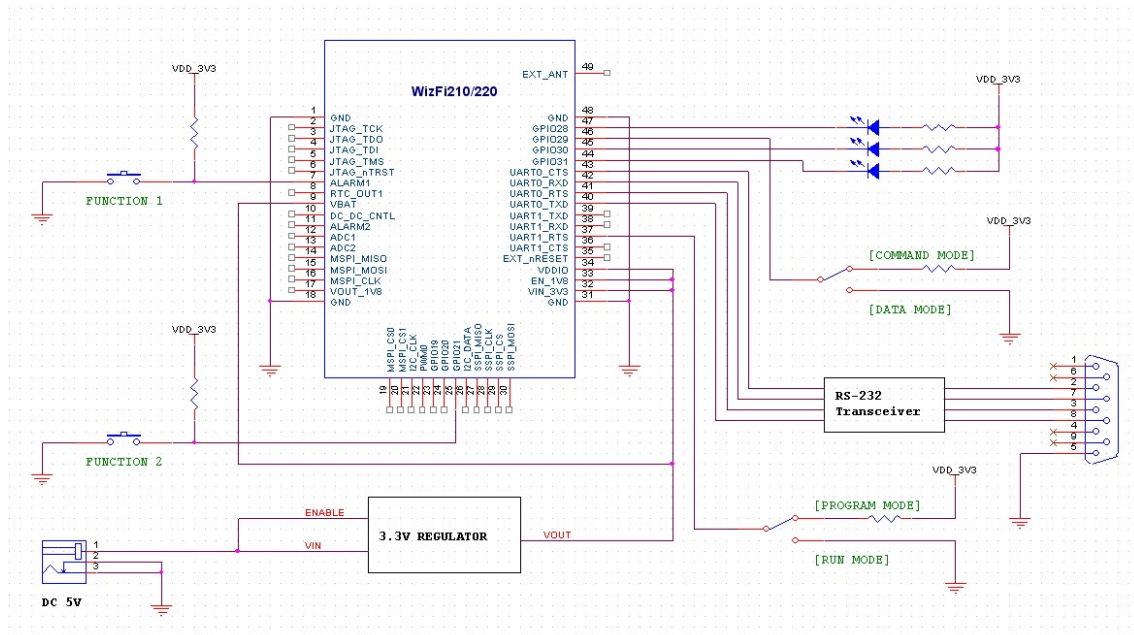 WizFi210/220
EXT_ANT
49
VDD_3V3
1
GND
2
JTAG_TCK
3
JTAG_TDO
4
JTAG_TDI
5
JTAG_TMS
6
JTAG_nTRST
7
ALARM1
8
RTC_OUT1
9
VBAT
10
DC_DC_CNTL
11
ALARM2
12
ADC1
13
ADC2
14
MSPI_MISO
15
MSPI_MOSI
16
MSPI_CLK
17
VOUT_1V8
18
GND
FUNCTION 1
48
GND
47
GPIO28
46
GPIO29
45
GPIO30
44
GPIO31
43
UART0_CTS
42
UART0_RXD
41
UART0_RTS
40
UART0_TXD
39
UART1_TXD
38
UART1_RXD
37
UART1_RTS
36
UART1_CTS
35
EXT_nRESET
34
VDDIO
33
EN_1V8
32
VIN_3V3
31
GND
VDD_3V3
VDD_3V3
[COMMAND MODE]
[DATA MODE]
VDD_3V3
FUNCTION 2
MSPI_CS0
MSPI_CS1
I2C_CLK
PWM0
GPIO19
GPIO20
GPIO21
I2C_DATA
SSPI_MISO
SSPI_CLK
SSPI_CS
SSPI_MOSI
19
20
21
22
23
24
25
26
27
28
29
30
RS-232
Transceiver
1
6
2
7
3
8
4
9
5
VDD_3V3
[PROGRAM MODE]
[RUN MODE]
ENABLE
VIN
3.3V REGULATOR
VOUT
1
2
3
DC 5V